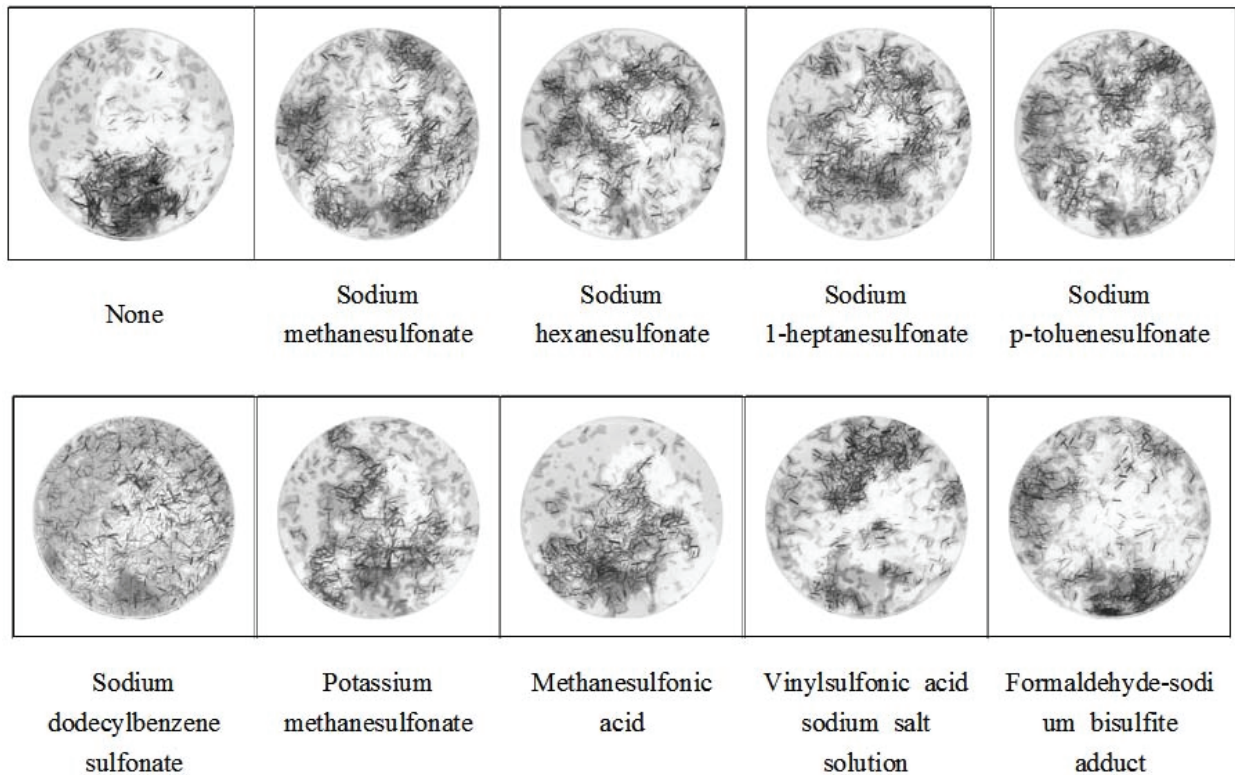 None
Sodium
methanesulfonate
Sodium
hexanesulfonate
Sodium
1-heptanesulfonate
Sodium
p-toluenesulfonate
Sodium
dodecylbenzene
sulfonate
Potassium
methanesulfonate
Methanesulfonic
acid
Vinylsulfonic acid
sodium salt
solution
Formaldehyde-sodi
um bisulfite
adduct